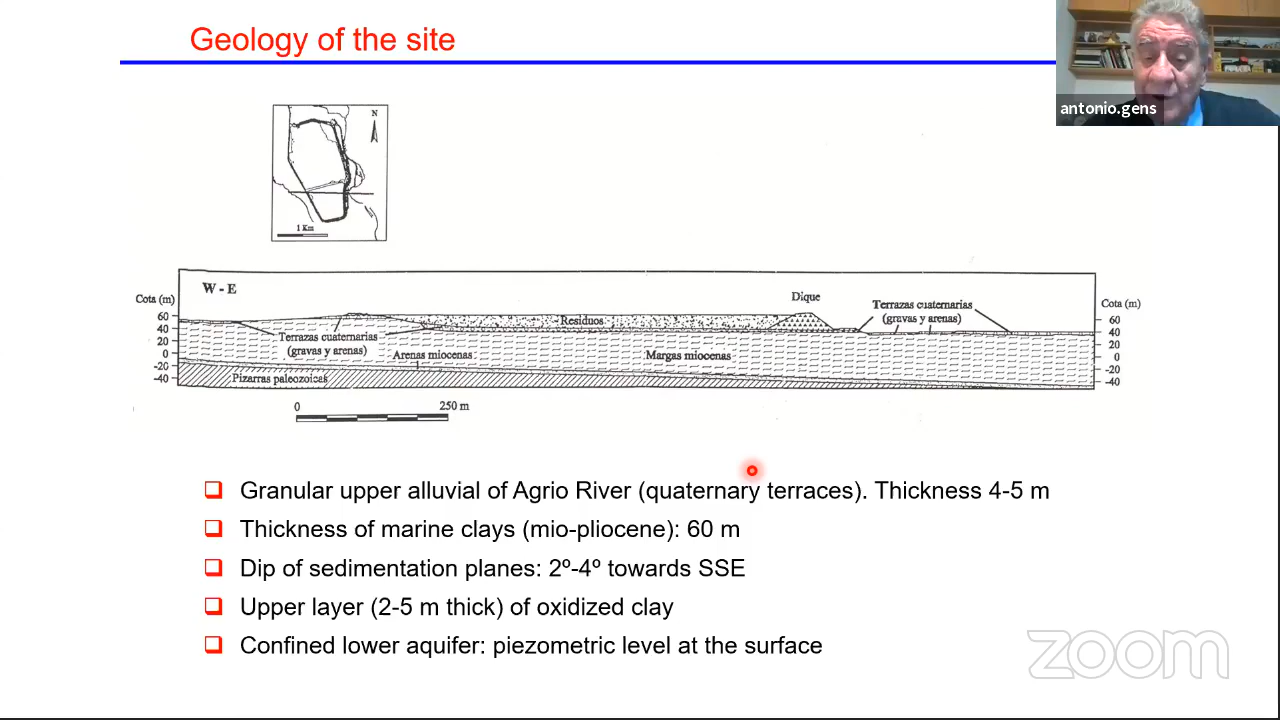 Geology of the site
antonio.gens
N
1 Km
W - E
Cota (m)
60
40
20
0
-20
-40
Dique
Residuos
Terrazas cuaternarias
(gravas y arenas)
Terrazas cuaternarias
(gravas y arenas)
Arenas miocenas
Margas miocenas
Pizarras paleozoicas
Cota (m)
60
40
20
0
-20
-40
0 250 m
Granular upper alluvial of Agrio River (quaternary terraces). Thickness 4-5 m
Thickness of marine clays (mio-pliocene): 60 m
Dip of sedimentation planes: 2º-4º towards SSE
Upper layer (2-5 m thick) of oxidized clay
Confined lower aquifer: piezometric level at the surface
zoom